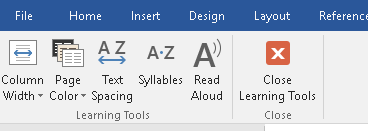 File Home Insert Design Layout Reference
A Z A·Z A
Column Page Text Syllables Read Close
Width Color Spacing Aloud Learning Tools
Learning Tools Close